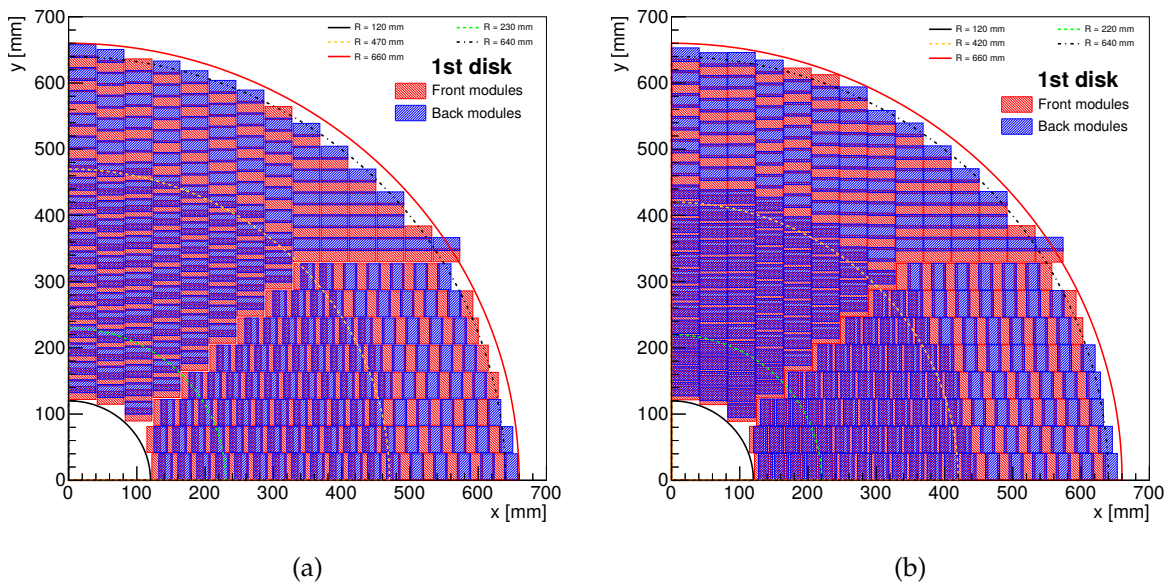 y [mm]
700
600
500
400
300
200
100
0
R = 120 mm
R = 230 mm
R = 470 mm
R = 640 mm
R = 660 mm
1st disk
Front modules
Back modules
0 100 200 300 400 500 600 700
x [mm]
(a)
y [mm]
700
600
500
400
300
200
100
0
R = 120 mm
R = 220 mm
R = 420 mm
R = 640 mm
R = 660 mm
1st disk
Front modules
Back modules
0 100 200 300 400 500 600 700
x [mm]
(b)